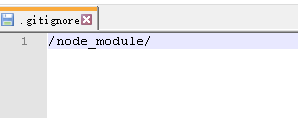 .gitignore
1 /node_module/